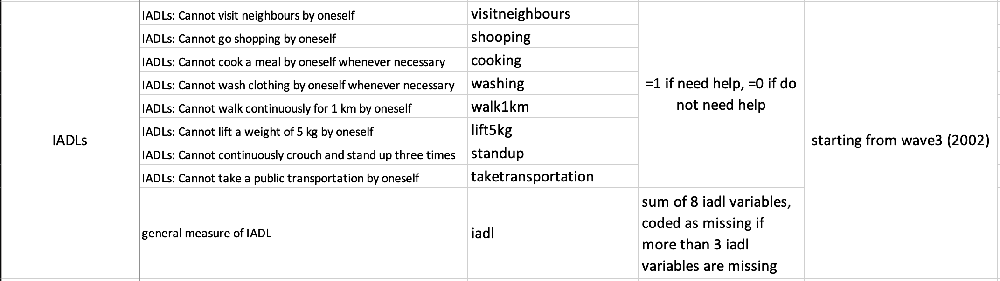 IADLs
IADLs: Cannot visit neighbours by oneself
visitneighbours
IADLs: Cannot go shopping by oneself
shooping
IADLs: Cannot cook a meal by oneself whenever necessary
cooking
IADLs: Cannot wash clothing by oneself whenever necessary
washing
IADLs: Cannot walk continuously for 1 km by oneself
walk1km
IADLs: Cannot lift a weight of 5 kg by oneself
lift5kg
IADLs: Cannot continuously crouch and stand up three times
standup
IADLs: Cannot take a public transportation by oneself
taketransportation
=1 if need help, =0 if do
not need help
general measure of IADL
iadl
sum of 8 iadl variables,
coded as missing if
more than 3 iadl
variables are missing
starting from wave3 (2002)